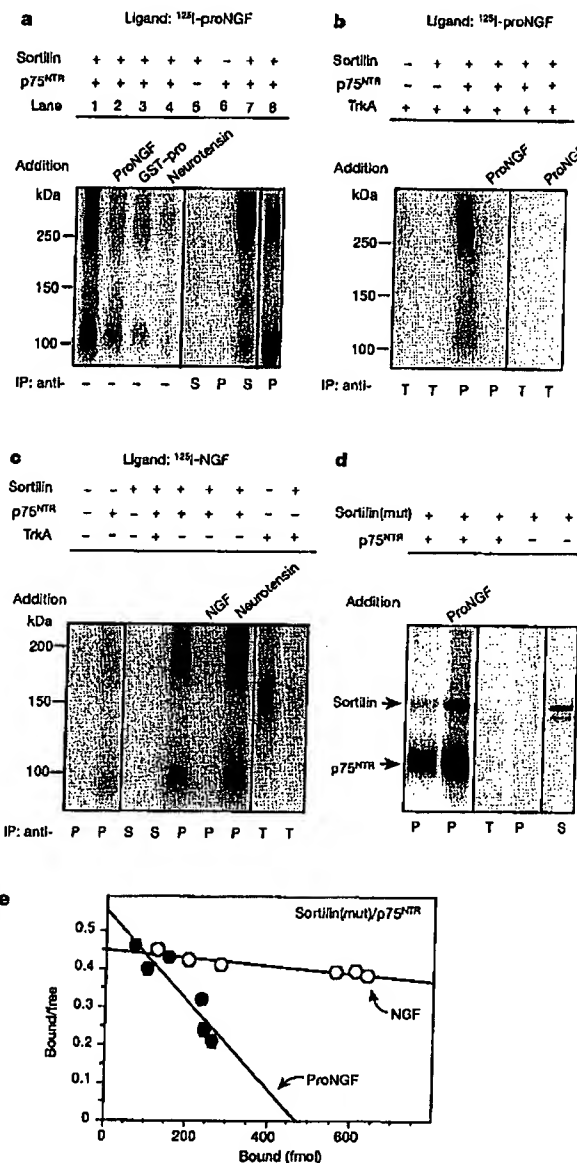 a
Ligand: ¹²⁵I-proNGF
Sortilin + + + + + - + +
p75ᴺᵀᴿ + + + + - + + +
Lane 1 2 3 4 5 6 7 8
Addition ProNGF GST-pro Neurotensin
kDa
250
150
100
IP: anti- - - - - S P S P
b
Ligand: ¹²⁵I-proNGF
Sortilin - + + + + +
p75ᴺᵀᴿ - - + + + +
TrkA + + + + + +
Addition ProNGF ProNGF
kDa
250
150
100
IP: anti- T T P P T T
c
Ligand: ¹²⁵I-NGF
Sortilin - - + + + + + - +
p75ᴺᵀᴿ - + - + + + + - -
TrkA - - - + - - - + +
Addition NGF Neurotensin
kDa
200
150
100
IP: anti- P P S S P P P T T
d
Sortilin(mut) + + + + +
p75ᴺᵀᴿ + + + - -
Addition ProNGF
Sortilin
p75ᴺᵀᴿ
P P T P S
e
Sortilin(mut)/p75ᴺᵀᴿ
NGF
ProNGF
Bound/free
0.5
0.4
0.3
0.2
0.1
0
0 200 400 600
Bound (fmol)